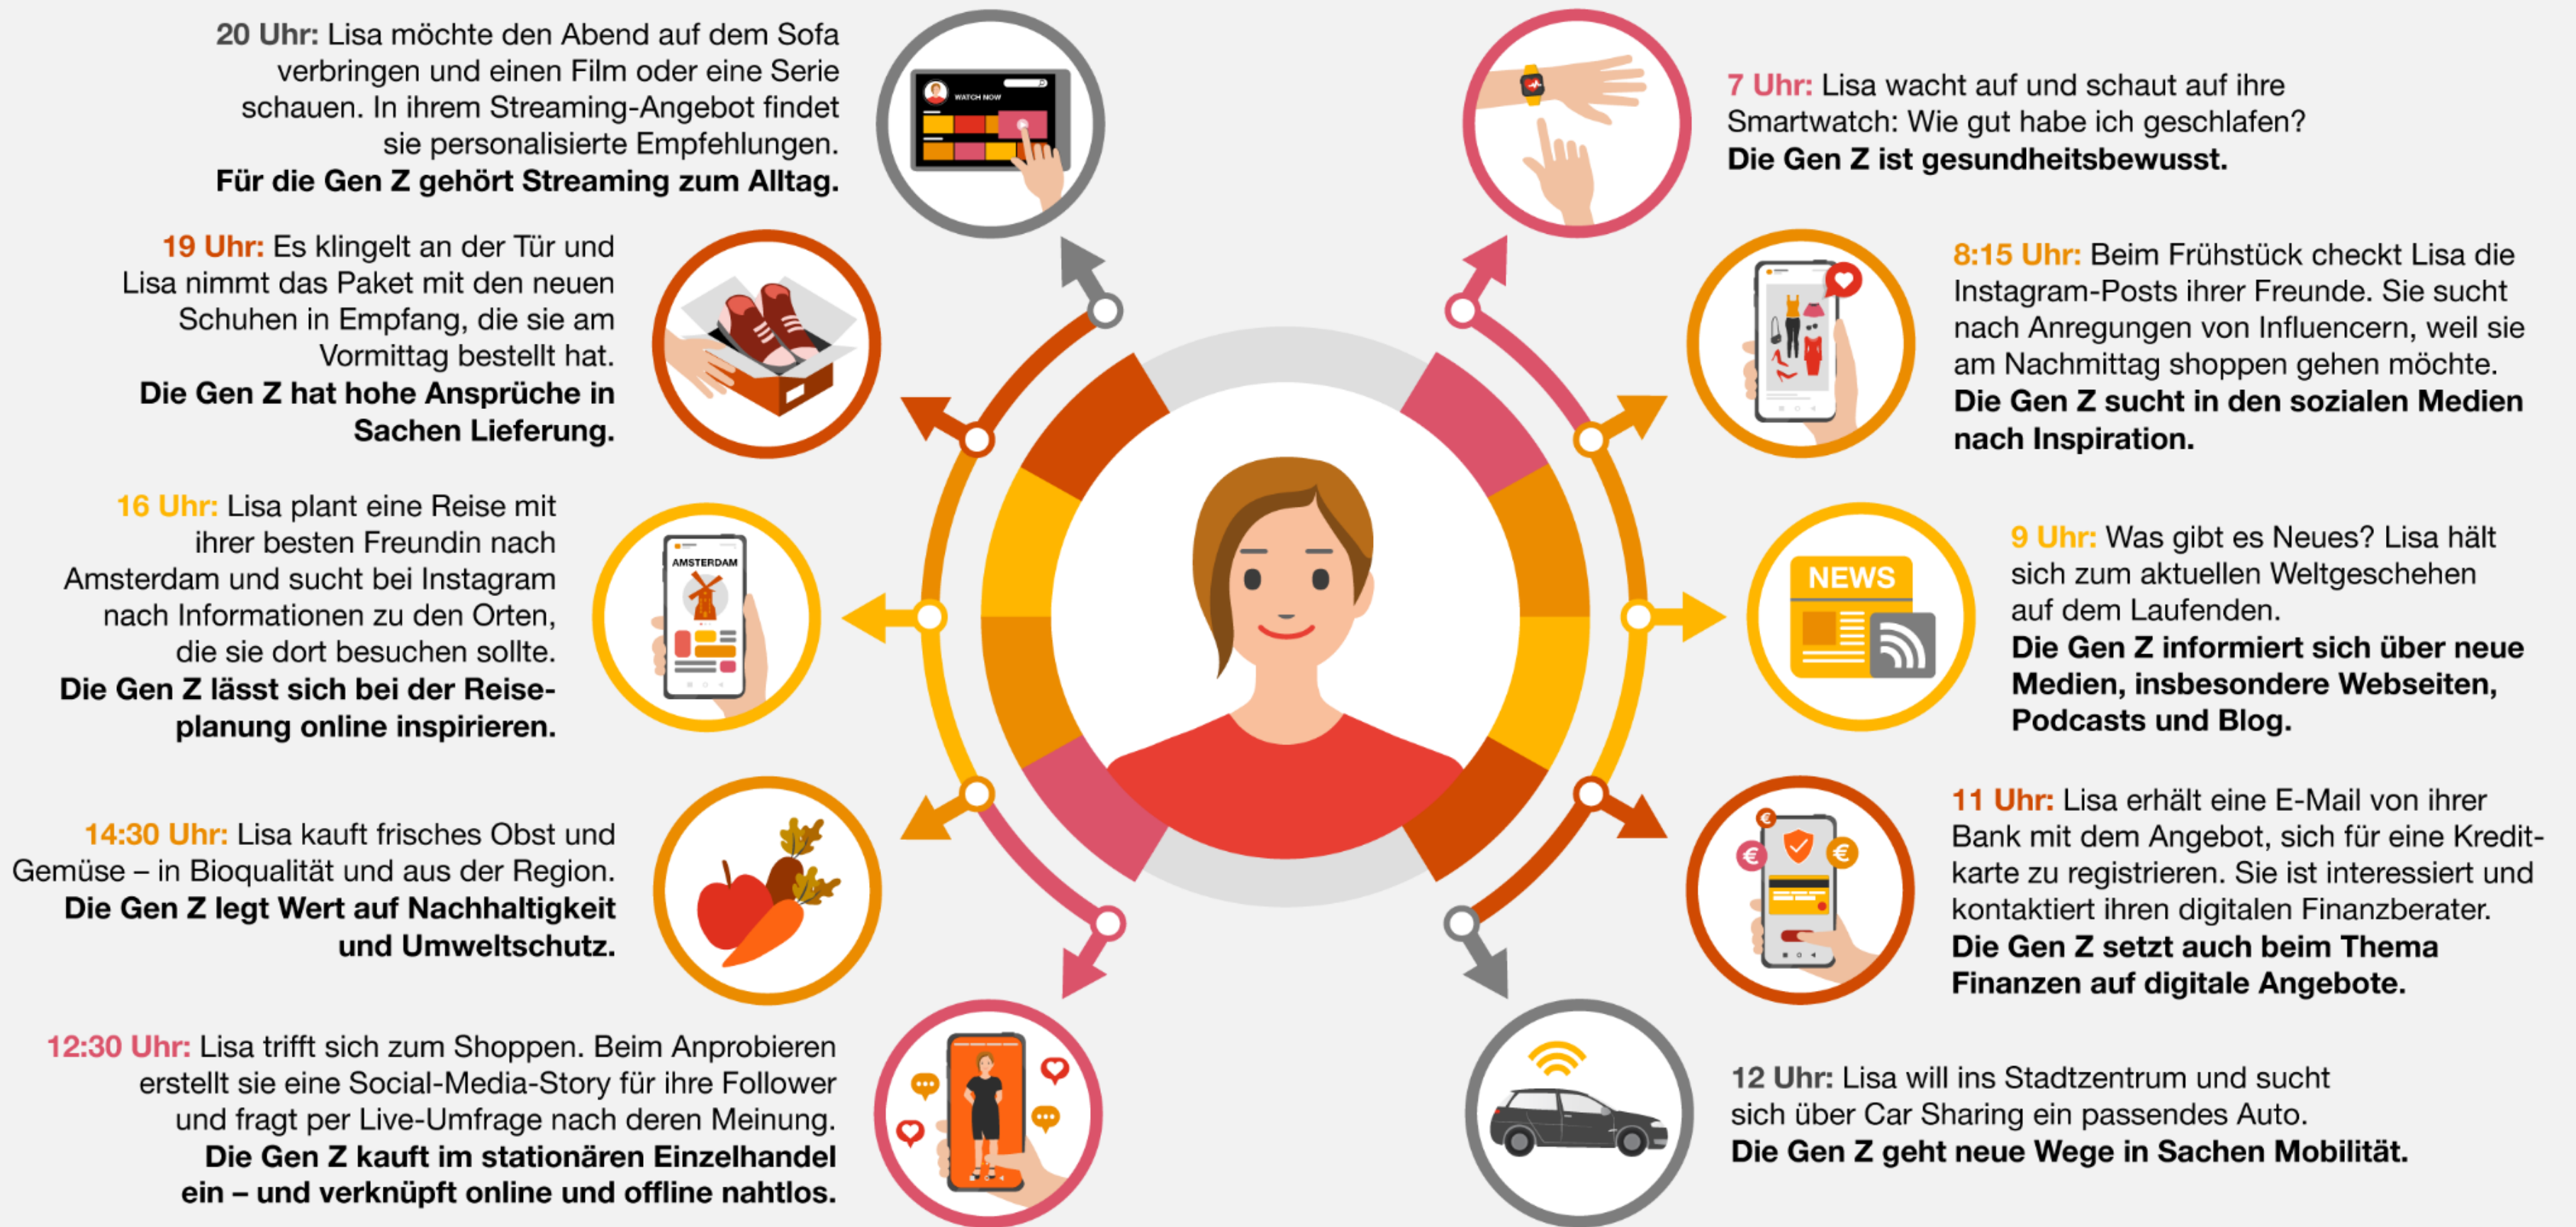 7 Uhr: Lisa wacht auf und schaut auf ihre
Smartwatch: Wie gut habe ich geschlafen?
Die Gen Z ist gesundheitsbewusst.
8:15 Uhr: Beim Frühstück checkt Lisa die
Instagram-Posts ihrer Freunde. Sie sucht
nach Anregungen von Influencern, weil sie
am Nachmittag shoppen gehen möchte.
Die Gen Z sucht in den sozialen Medien
nach Inspiration.
NEWS
9 Uhr: Was gibt es Neues? Lisa hält
sich zum aktuellen Weltgeschehen
auf dem Laufenden.
Die Gen Z informiert sich über neue
Medien, insbesondere Webseiten,
Podcasts und Blog.
€
€
€
11 Uhr: Lisa erhält eine E-Mail von ihrer
Bank mit dem Angebot, sich für eine Kredit-
karte zu registrieren. Sie ist interessiert und
kontaktiert ihren digitalen Finanzberater.
Die Gen Z setzt auch beim Thema
Finanzen auf digitale Angebote.
12 Uhr: Lisa will ins Stadtzentrum und sucht
sich über Car Sharing ein passendes Auto.
Die Gen Z geht neue Wege in Sachen Mobilität.
12:30 Uhr: Lisa trifft sich zum Shoppen. Beim Anprobieren
erstellt sie eine Social-Media-Story für ihre Follower
und fragt per Live-Umfrage nach deren Meinung.
Die Gen Z kauft im stationären Einzelhandel
ein – und verknüpft online und offline nahtlos.
14:30 Uhr: Lisa kauft frisches Obst und
Gemüse – in Bioqualität und aus der Region.
Die Gen Z legt Wert auf Nachhaltigkeit
und Umweltschutz.
16 Uhr: Lisa plant eine Reise mit
ihrer besten Freundin nach
Amsterdam und sucht bei Instagram
nach Informationen zu den Orten,
die sie dort besuchen sollte.
Die Gen Z lässt sich bei der Reise-
planung online inspirieren.
AMSTERDAM
19 Uhr: Es klingelt an der Tür und
Lisa nimmt das Paket mit den neuen
Schuhen in Empfang, die sie am
Vormittag bestellt hat.
Die Gen Z hat hohe Ansprüche in
Sachen Lieferung.
20 Uhr: Lisa möchte den Abend auf dem Sofa
verbringen und einen Film oder eine Serie
schauen. In ihrem Streaming-Angebot findet
sie personalisierte Empfehlungen.
Für die Gen Z gehört Streaming zum Alltag.
WATCH NOW